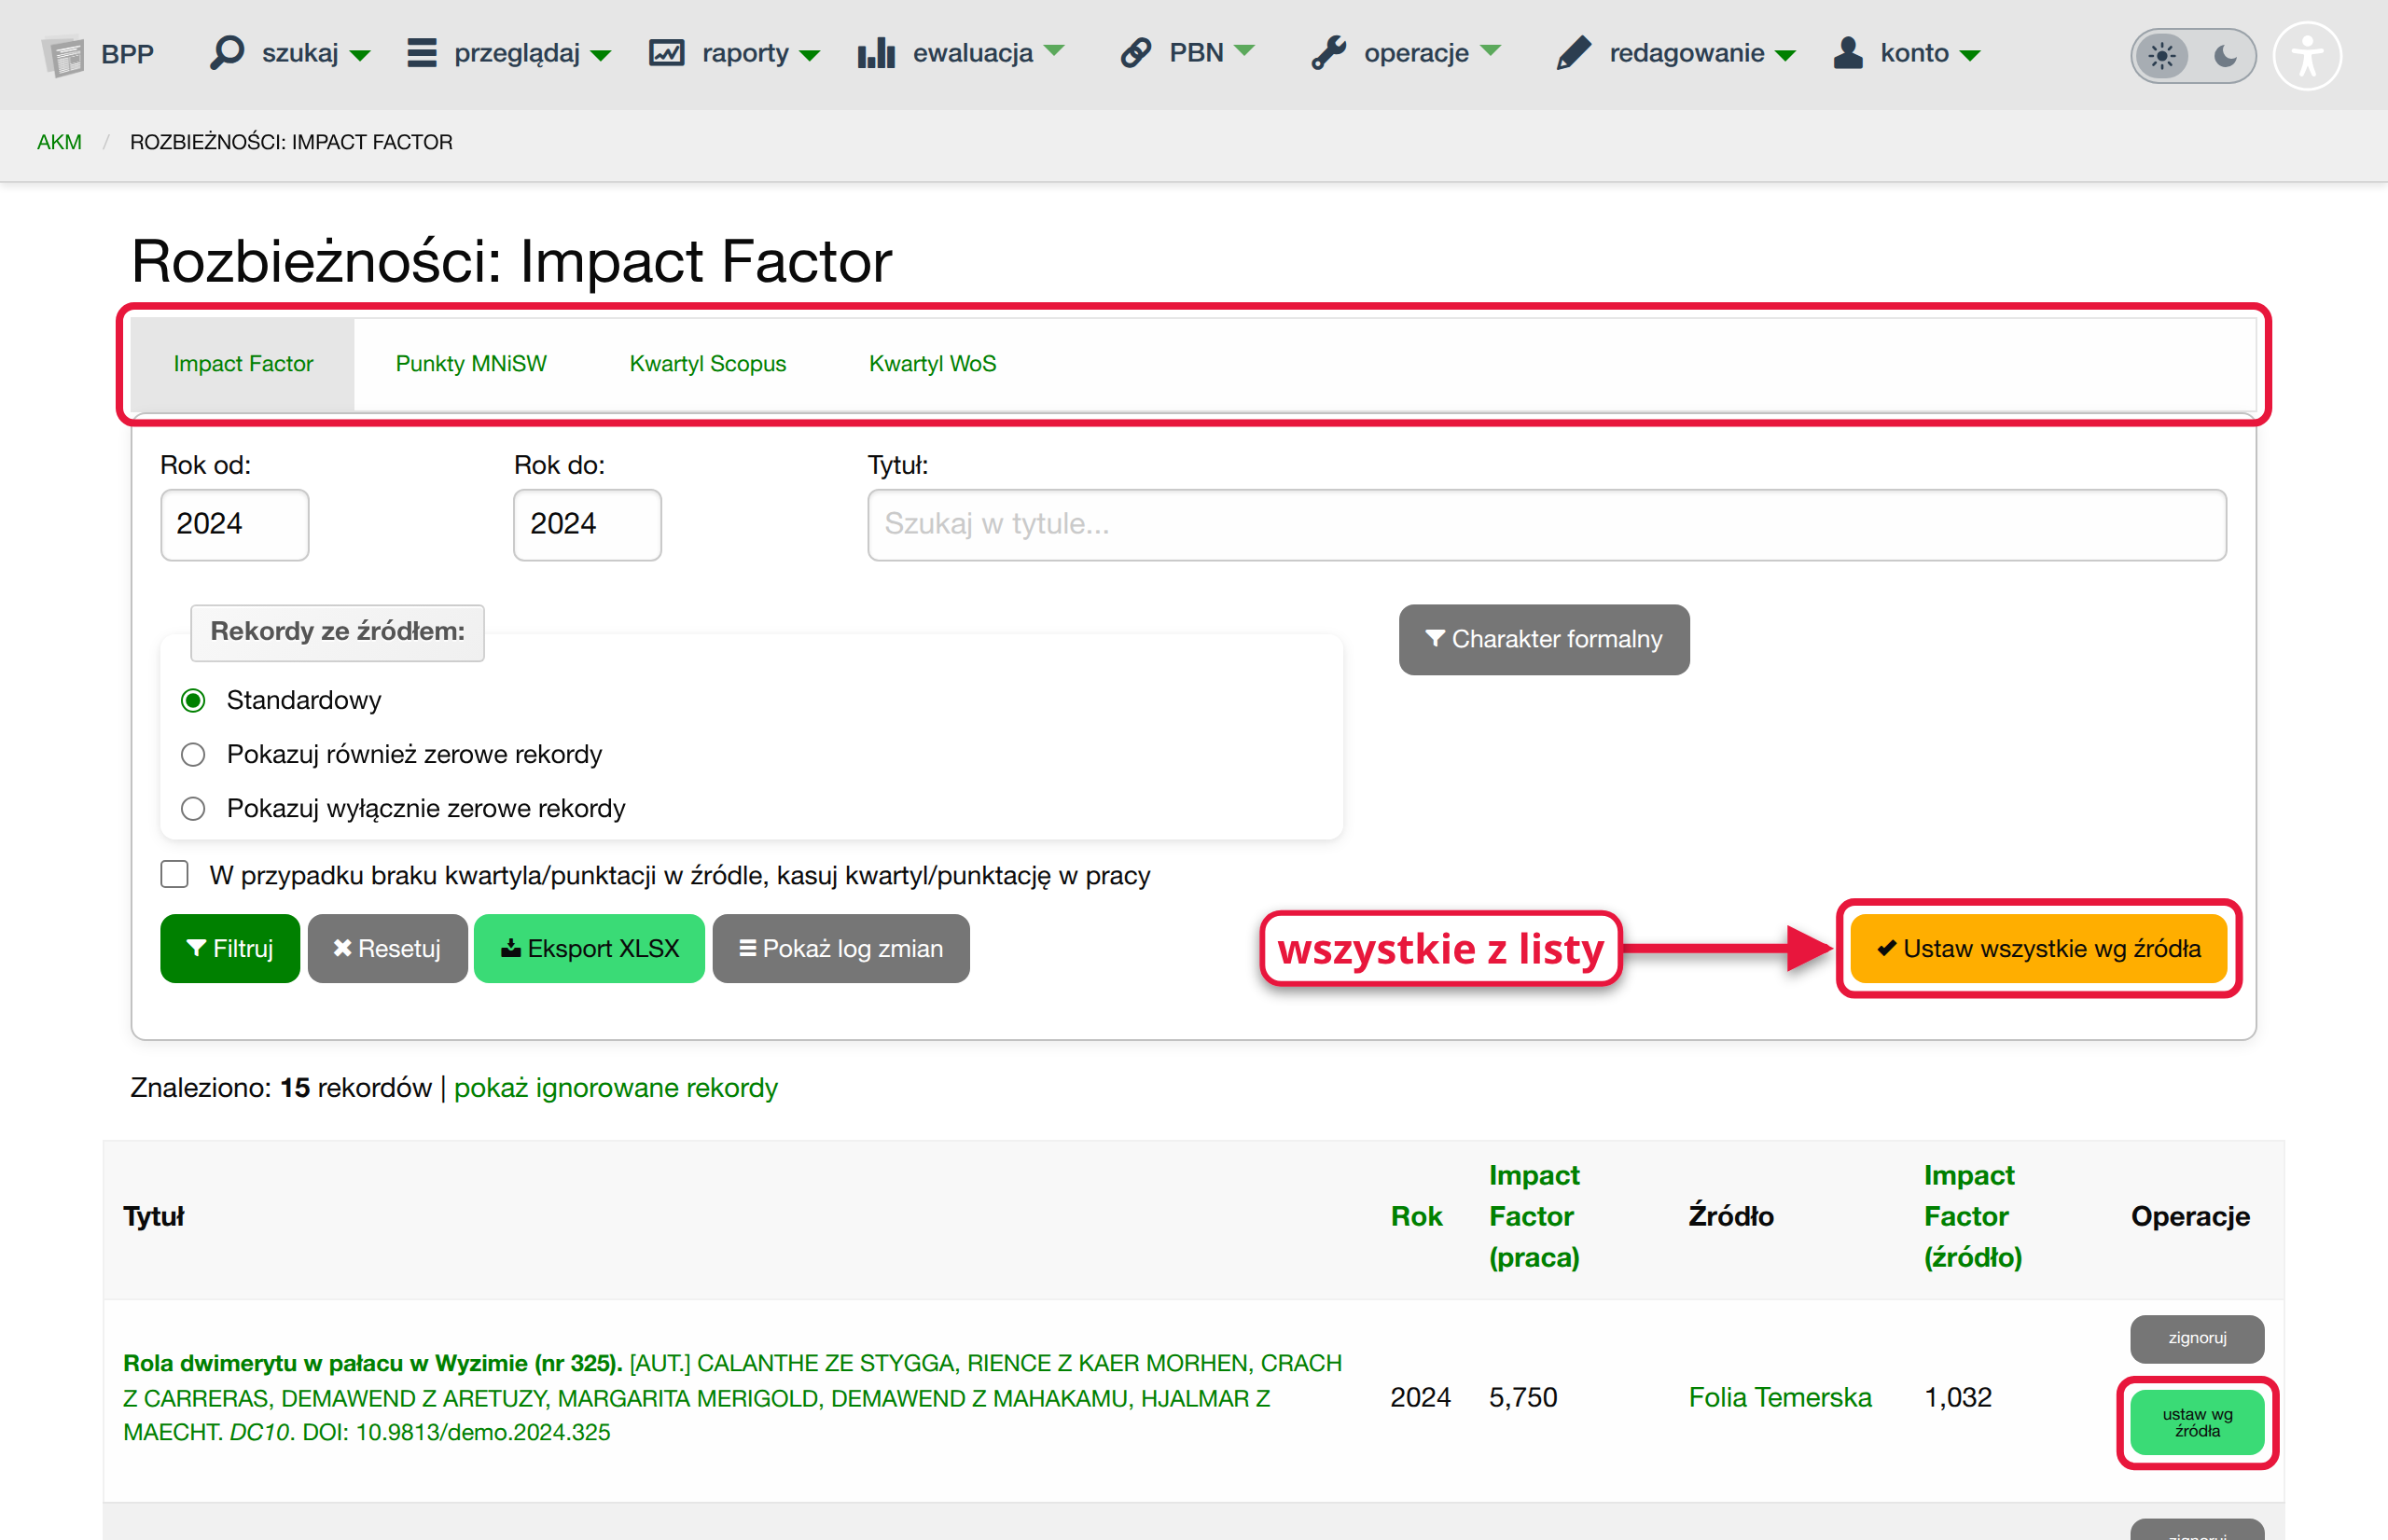 BPP szukaj przeglądaj raporty ewaluacja PBN operacje redagowanie konto
AKM / ROZBIEŻNOŚCI: IMPACT FACTOR
Rozbieżności: Impact Factor
Impact Factor Punkty MNiSW Kwartyl Scopus Kwartyl WoS
Rok od: Rok do: Tytuł:
2024 2024 Szukaj w tytule...
Rekordy ze źródłem:
Charakter formalny
Standardowy
Pokazuj również zerowe rekordy
Pokazuj wyłącznie zerowe rekordy
W przypadku braku kwartyla/punktacji w źródle, kasuj kwartyl/punktację w pracy
Filtruj Resetuj Eksport XLSX Pokaż log zmian wszystkie z listy Ustaw wszystkie wg źródła
Znaleziono: 15 rekordów | pokaż ignorowane rekordy
Tytuł Rok Impact Factor (praca) Źródło Impact Factor (źródło) Operacje
Rola dwimerytu w pałacu w Wyzimie (nr 325). [AUT.] CALANTHE ZE STYGGA, RIENCE Z KAER MORHEN, CRACH
Z CARRERAS, DEMAWEND Z ARETUZY, MARGARITA MERIGOLD, DEMAWEND Z MAHAKAMU, HJALMAR Z
MAECHT. DC10. DOI: 10.9813/demo.2024.325
2024 5,750 Folia Temerska 1,032
zignoruj
ustaw wg
źródła
zignoruj